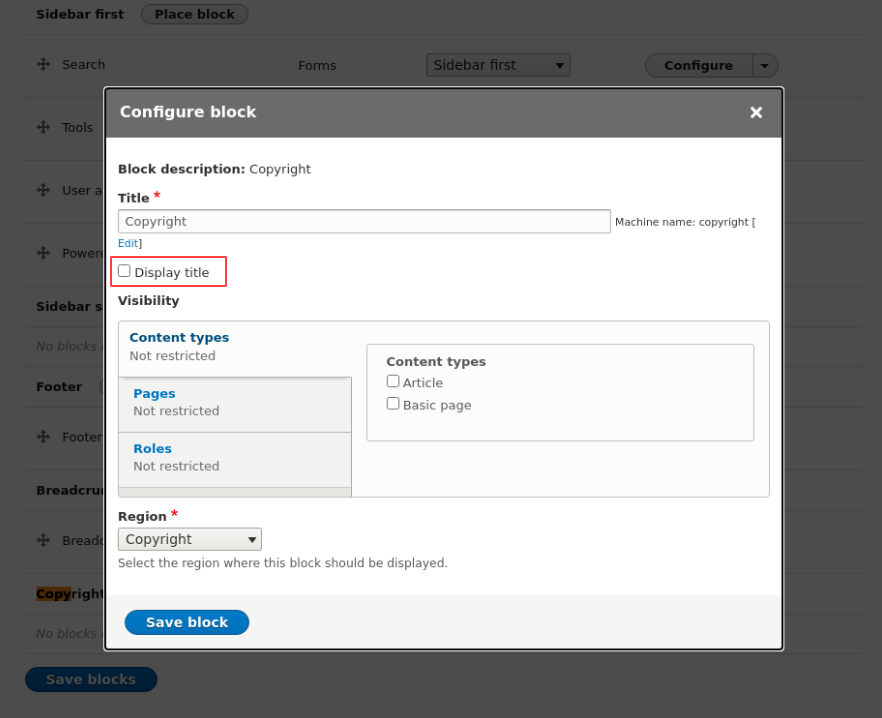 Sidebar first Place block
Search Forms Sidebar first Configure
Configure block
Tools
Block description: Copyright
User a
Title *
Copyright Machine name: copyright [
Edit]
Powere
Display title
Visibility
Sidebar s
Content types
Not restricted
Content types
No blocks
Article
Footer
Pages
Not restricted
Basic page
Footer
Roles
Not restricted
Breadcru
Region *
Breadc
Copyright
Select the region where this block should be displayed.
Copyright
Save block
No blocks
Save blocks